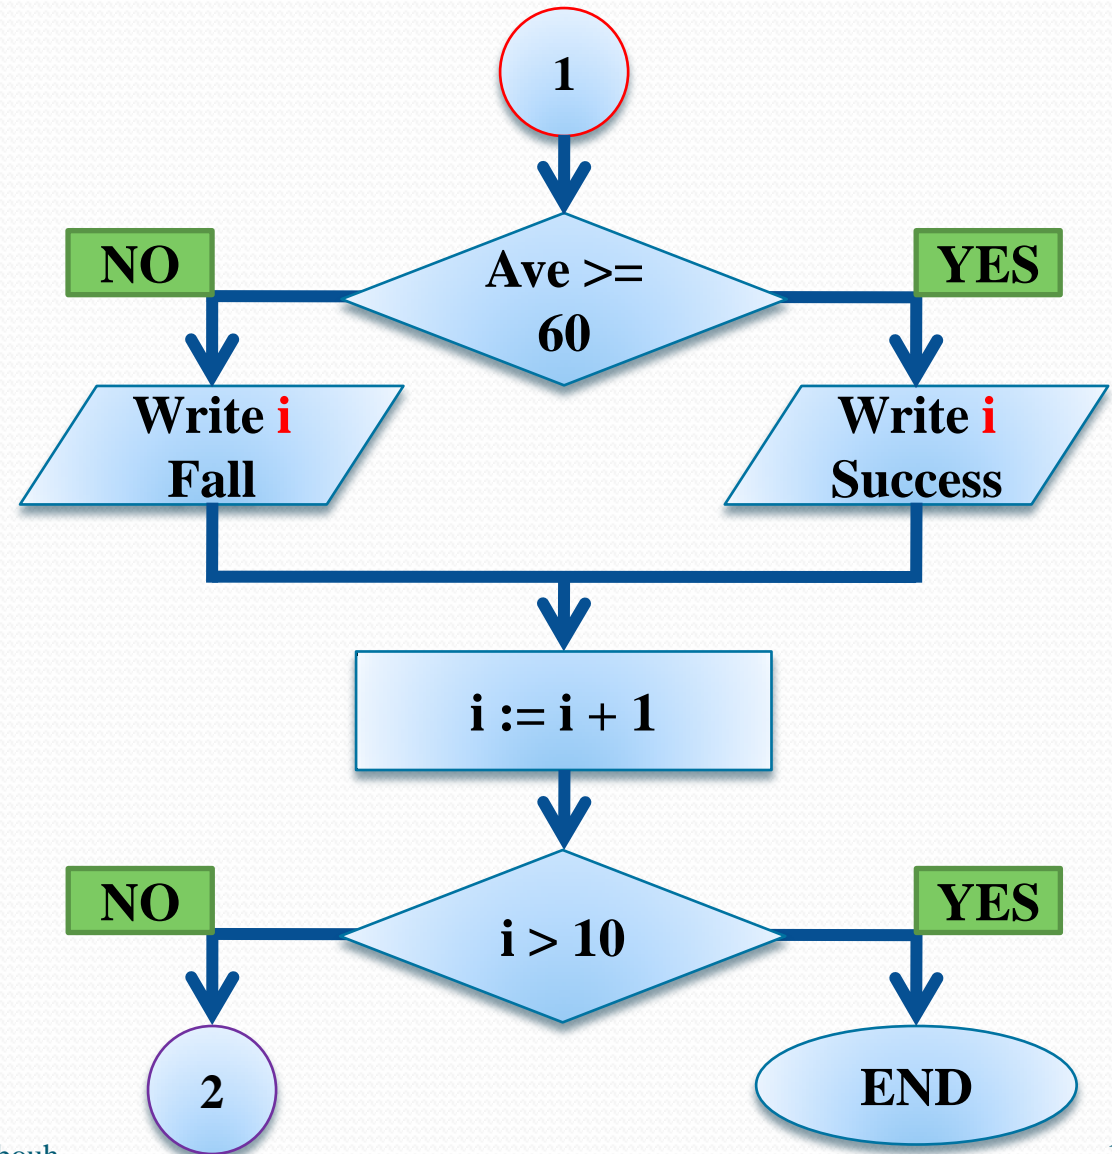 1
Ave >=
60
NO
YES
Write i
Fall
Write i
Success
i := i + 1
i > 10
NO
YES
2
END